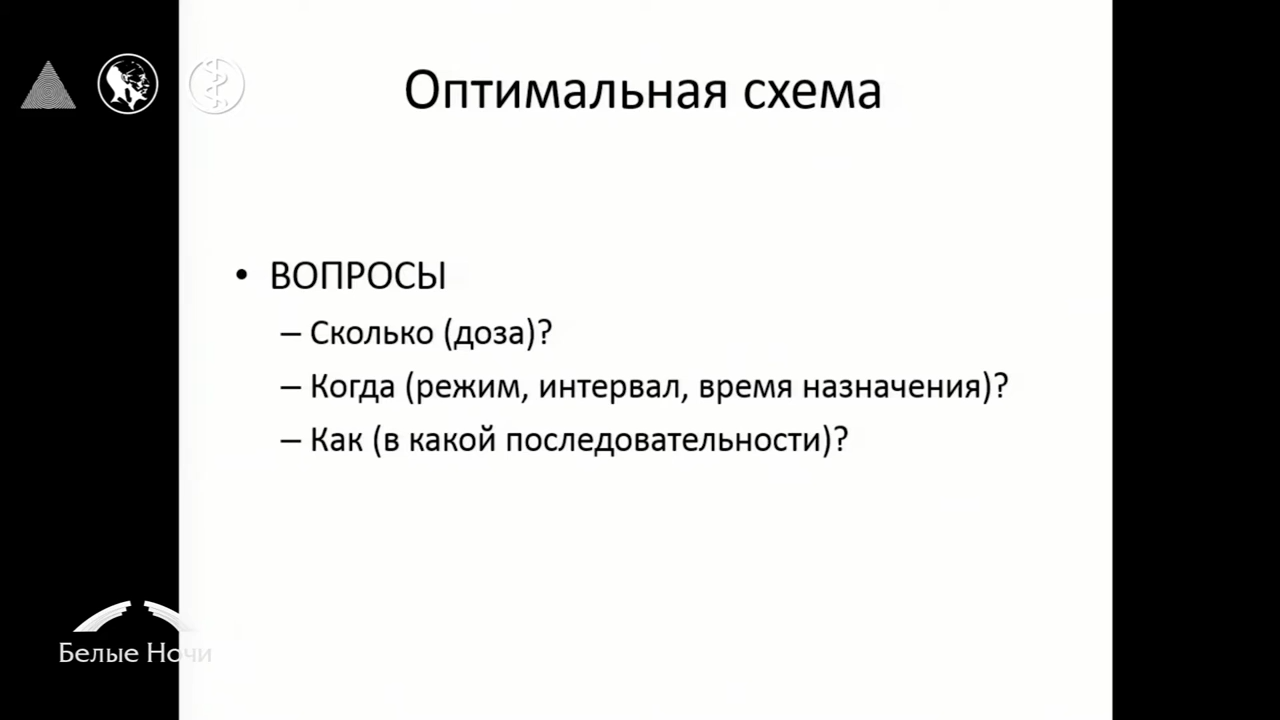 Оптимальная схема
• ВОПРОСЫ
– Сколько (доза)?
– Когда (режим, интервал, время назначения)?
– Как (в какой последовательности)?
Белые Ночи